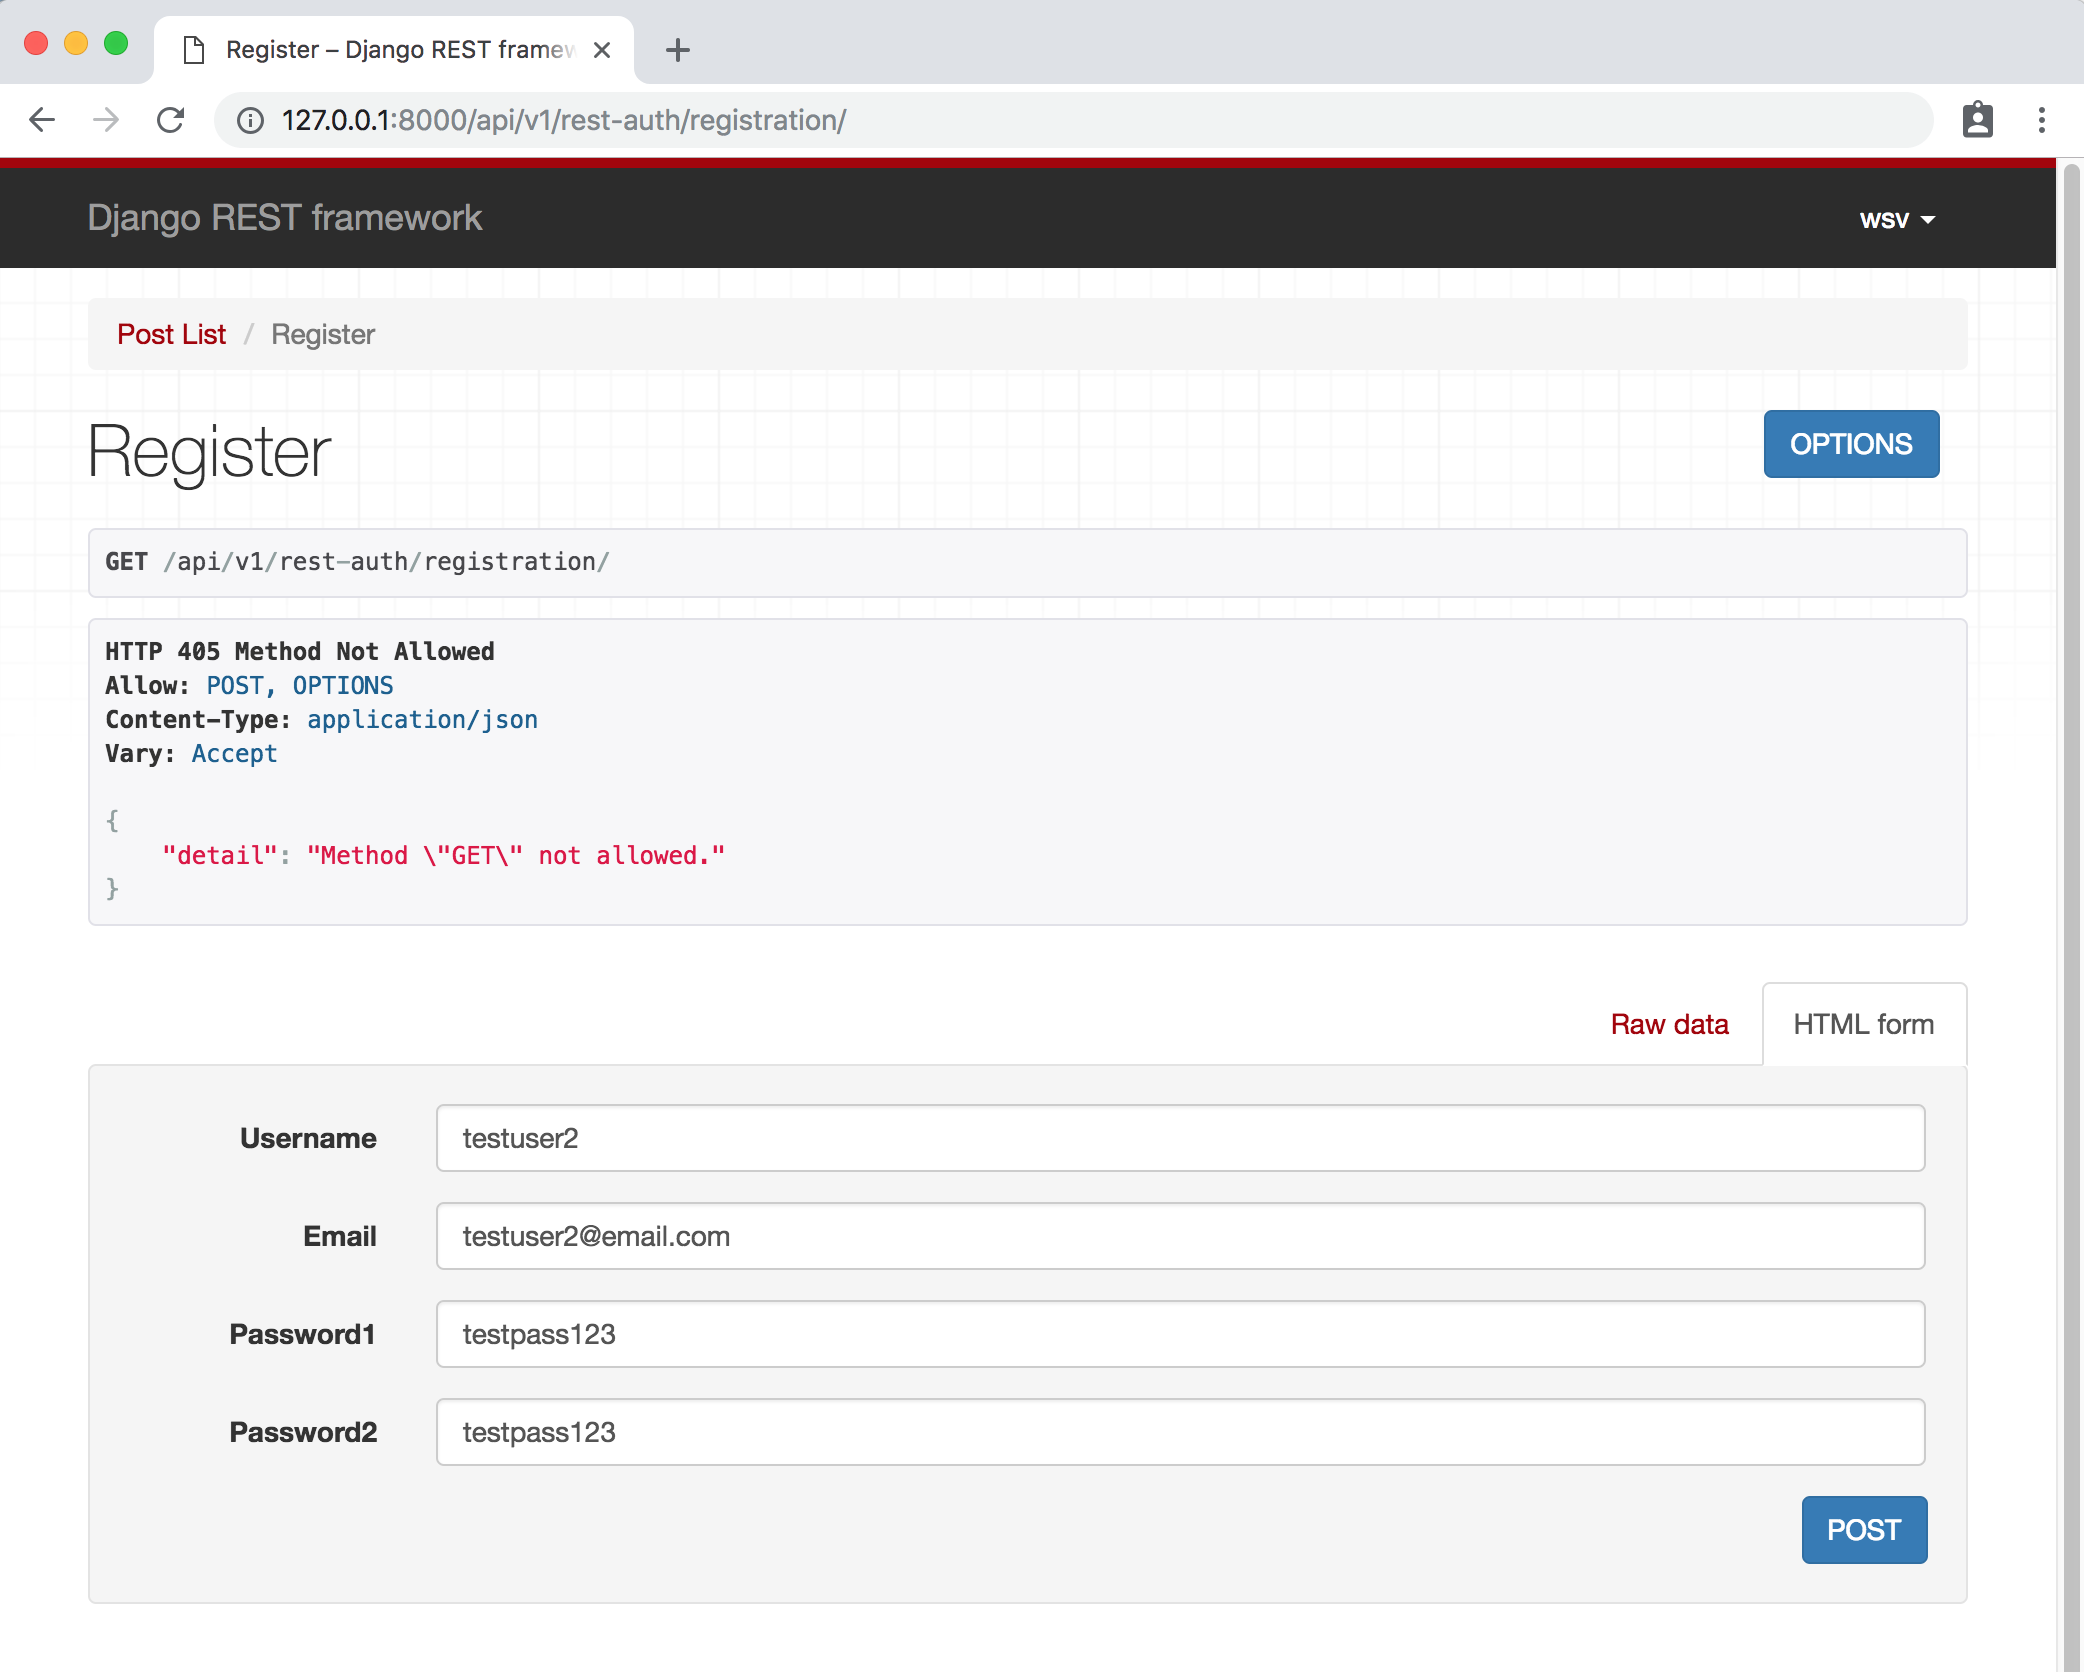 Register – Django REST framew
127.0.0.1:8000/api/v1/rest-auth/registration/
Django REST framework
wsv
Post List / Register
Register
OPTIONS
GET /api/v1/rest-auth/registration/
HTTP 405 Method Not Allowed
Allow: POST, OPTIONS
Content-Type: application/json
Vary: Accept
{
    "detail": "Method \"GET\" not allowed."
}
Raw data
HTML form
Username testuser2
Email testuser2@email.com
Password1 testpass123
Password2 testpass123
POST